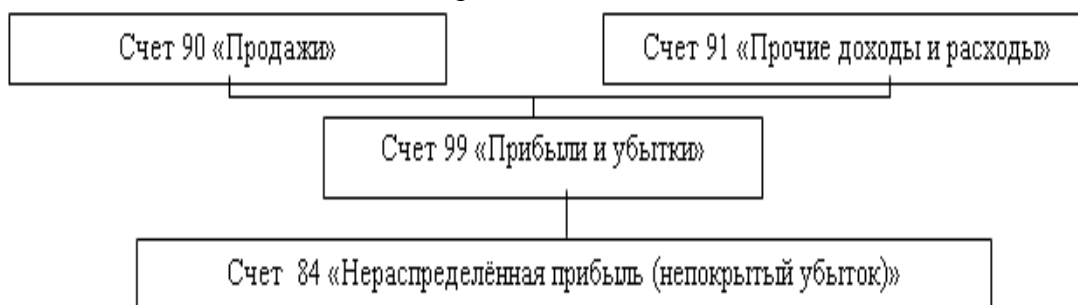 Счет 90 «Продажи»
Счет 91 «Прочие доходы и расходы»
Счет 99 «Прибыли и убытки»
Счет 84 «Нераспределённая прибыль (непокрытый убыток)»